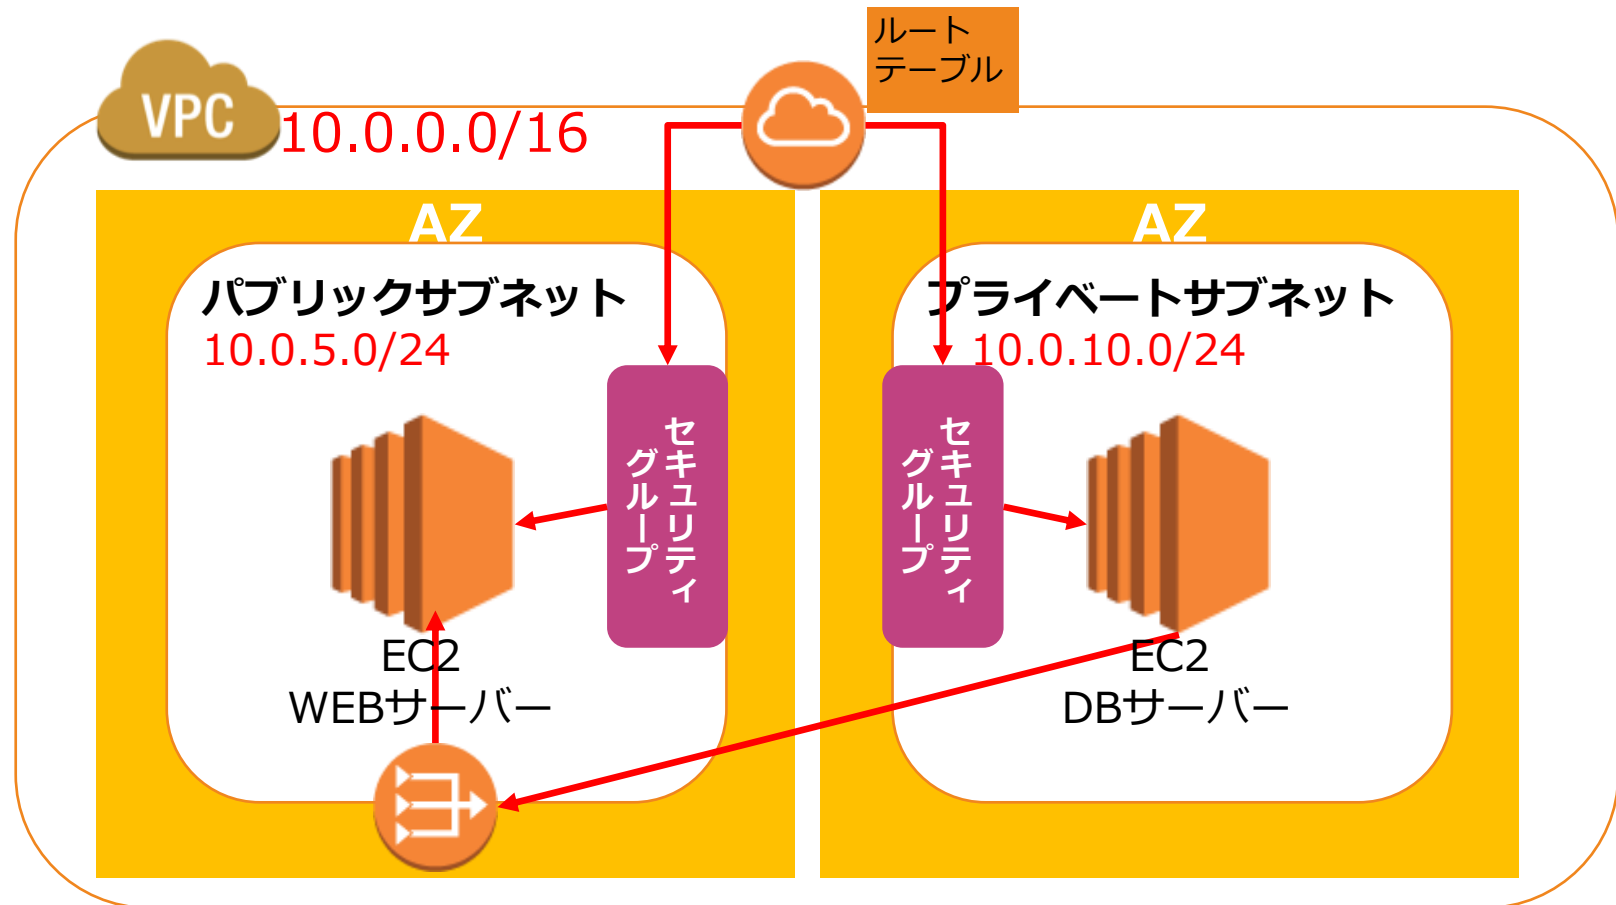 ルート
テーブル
VPC
10.0.0.0/16
AZ
パブリックサブネット
10.0.5.0/24
セキュリティ
グループ
EC2
WEBサーバー
AZ
プライベートサブネット
10.0.10.0/24
セキュリティ
グループ
EC2
DBサーバー